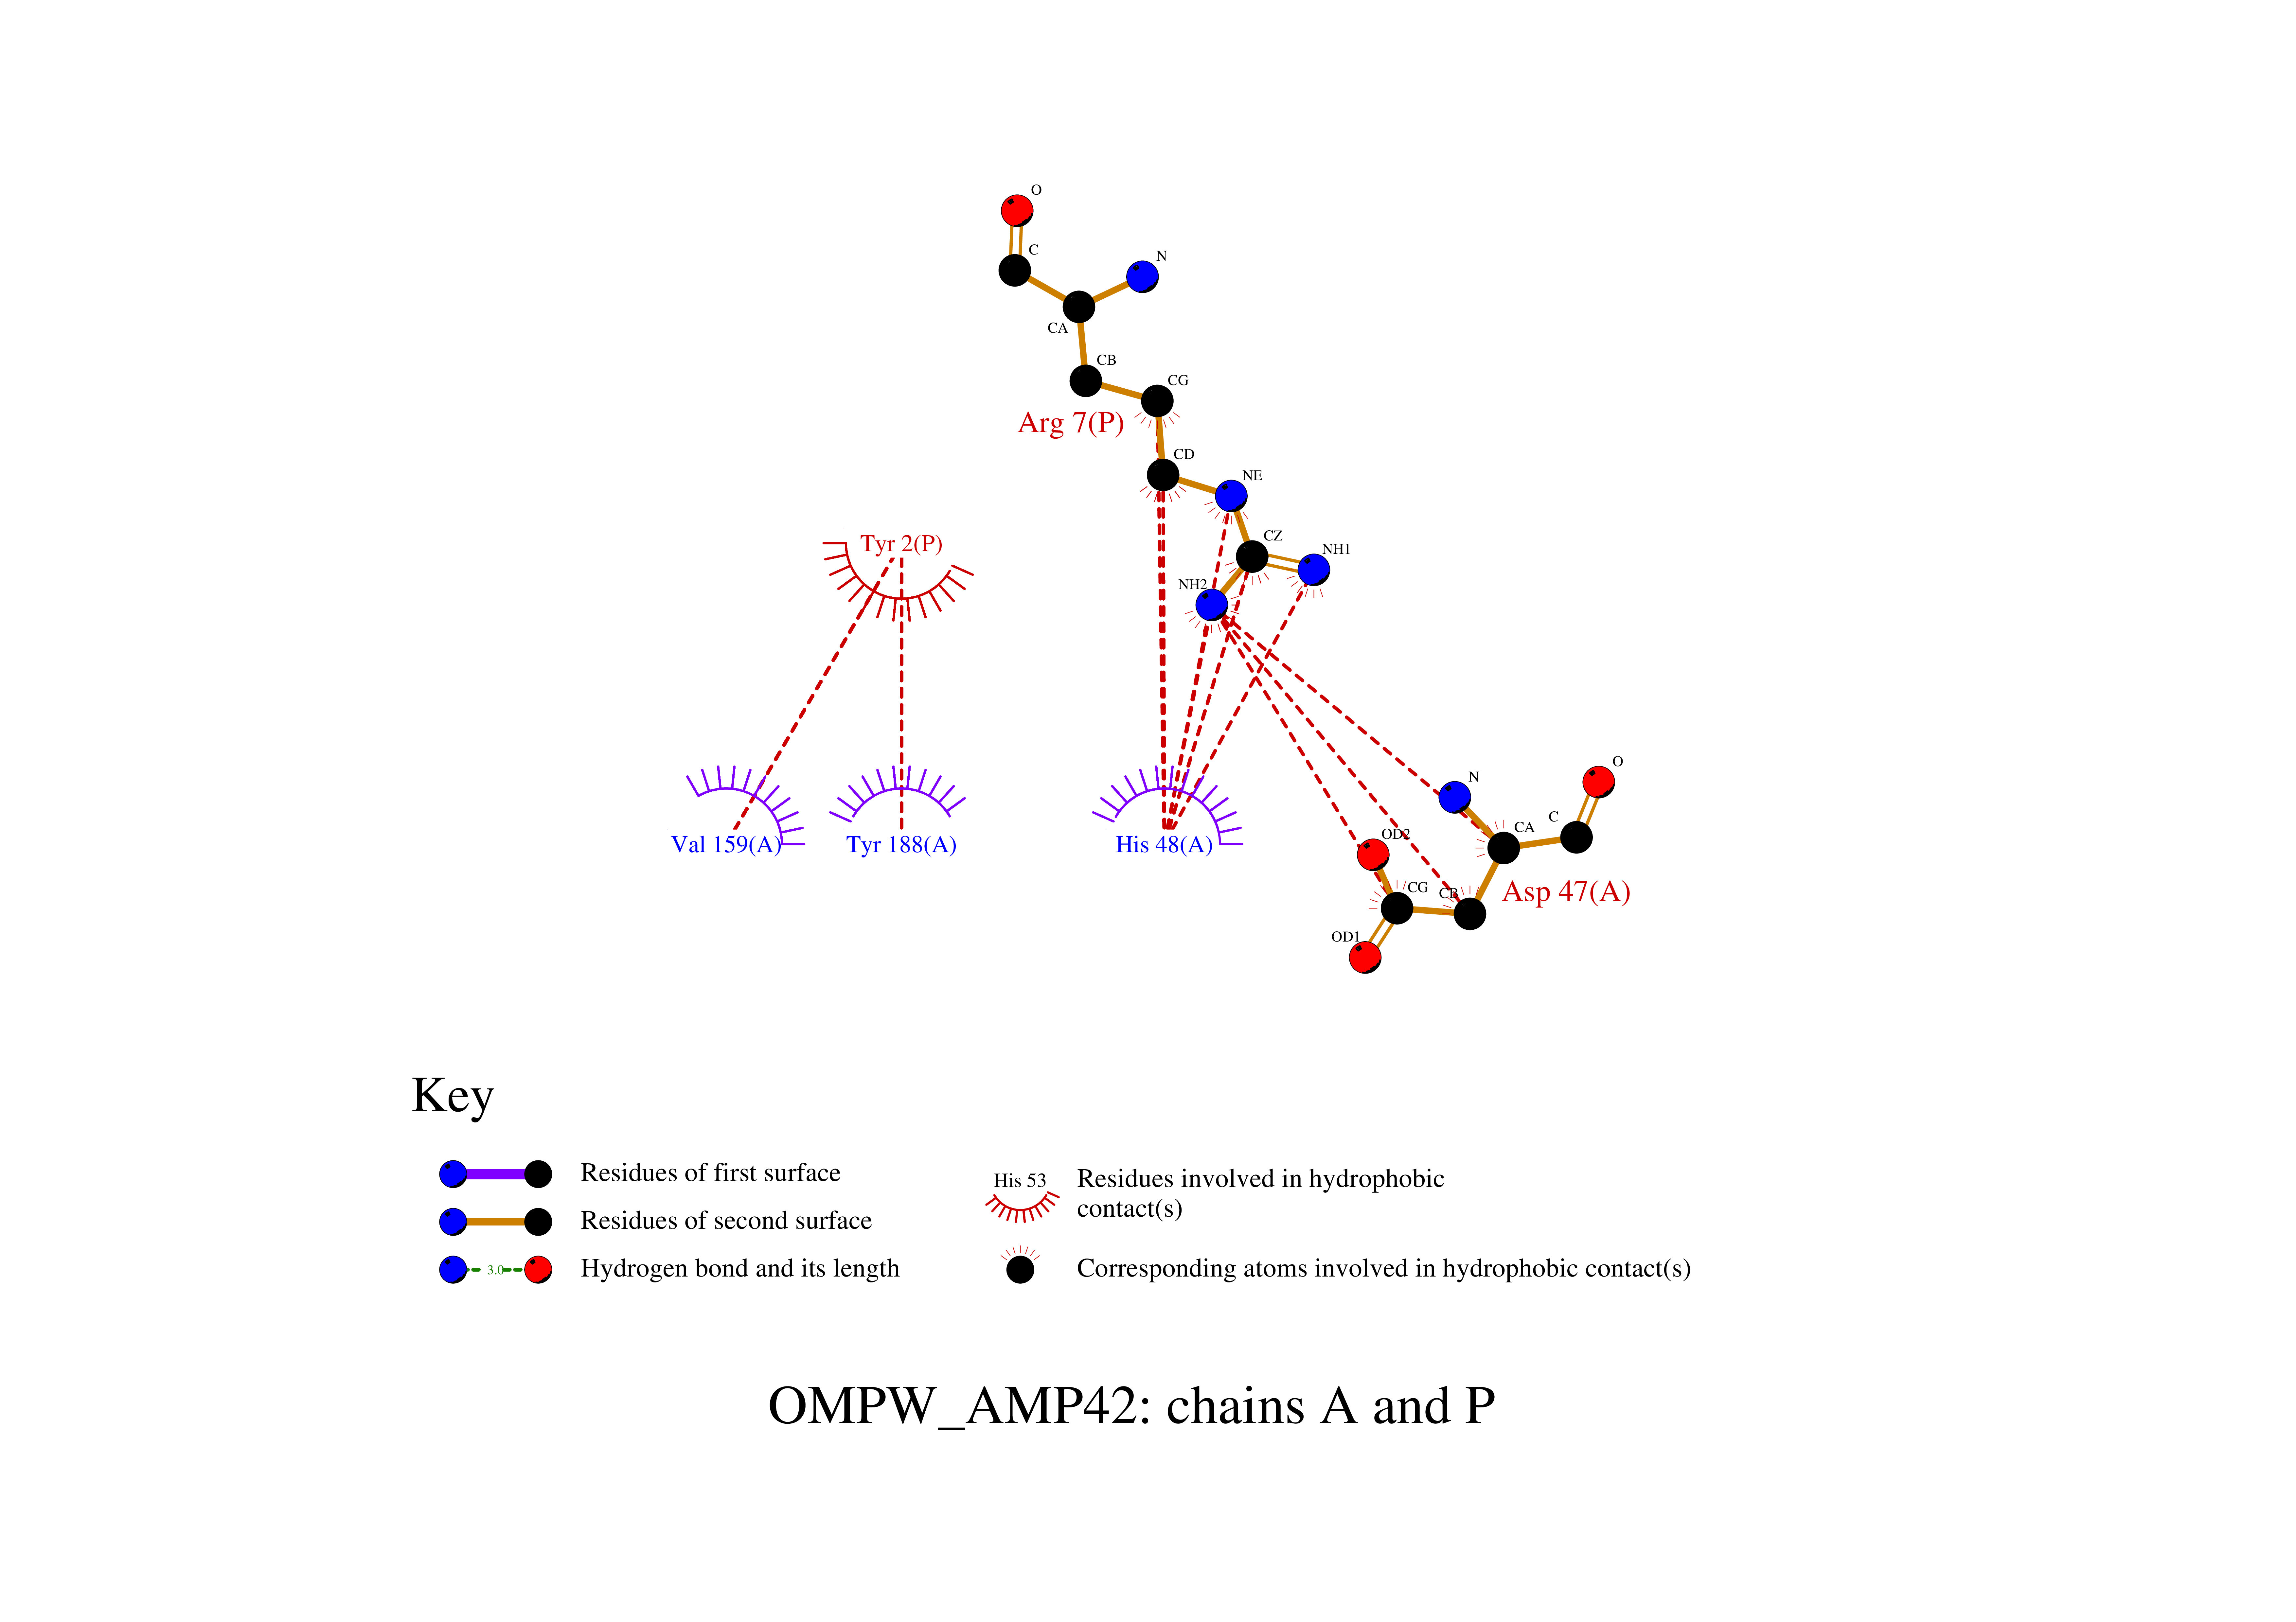 O
C
N
CA
CB
CG
Arg 7(P)
CD
NE
CZ
NH1
Tyr 2(P)
NH2
O
N
CA
C
OD2
Val 159(A)
Tyr 188(A)
His 48(A)
CG
CB
Asp 47(A)
OD1
Key
Residues of first surface
Residues of second surface
3.0
Hydrogen bond and its length
His 53
Residues involved in hydrophobic
contact(s)
Corresponding atoms involved in hydrophobic contact(s)
OMPW_AMP42: chains A and P